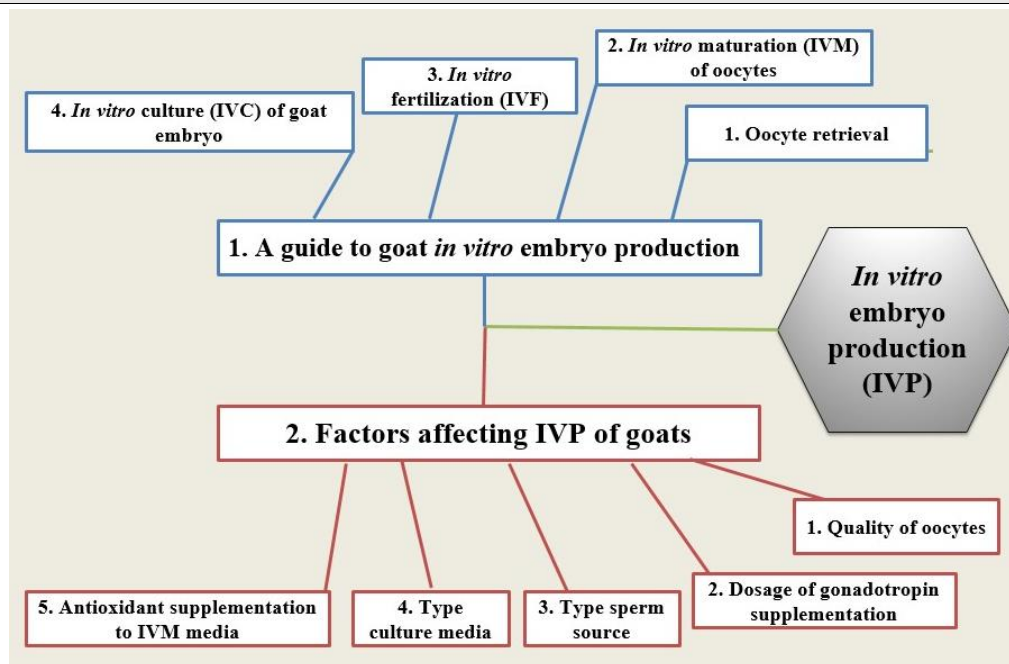 2. In vitro maturation (IVM)
of oocytes
3. In vitro
fertilization (IVF)
4. In vitro culture (IVC) of goat
embryo
1. Oocyte retrieval
1. A guide to goat in vitro embryo production
In vitro
embryo
production
(IVP)
2. Factors affecting IVP of goats
1. Quality of oocytes
2. Dosage of gonadotropin
supplementation
3. Type sperm
source
4. Type
culture media
5. Antioxidant supplementation
to IVM media